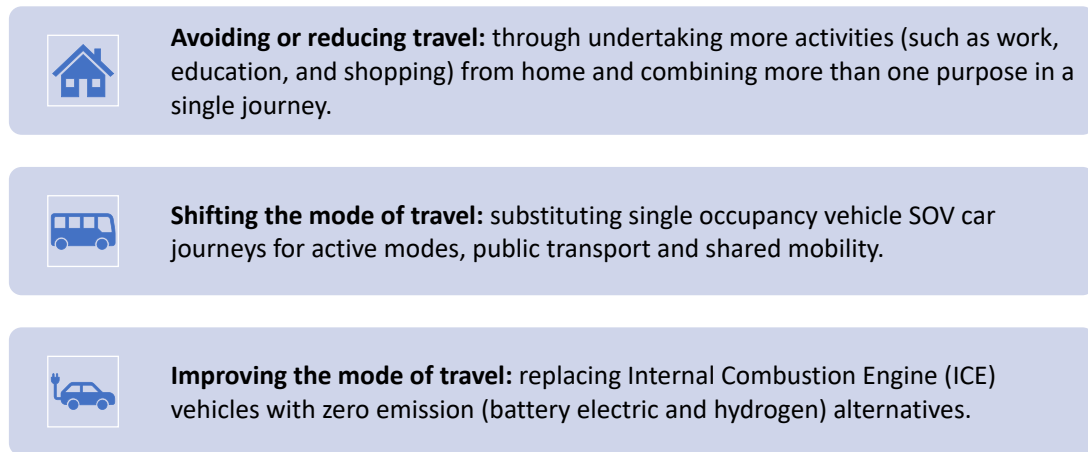 Avoiding or reducing travel: through undertaking more activities (such as work,
education, and shopping) from home and combining more than one purpose in a
single journey.
Shifting the mode of travel: substituting single occupancy vehicle SOV car
journeys for active modes, public transport and shared mobility.
Improving the mode of travel: replacing Internal Combustion Engine (ICE)
vehicles with zero emission (battery electric and hydrogen) alternatives.